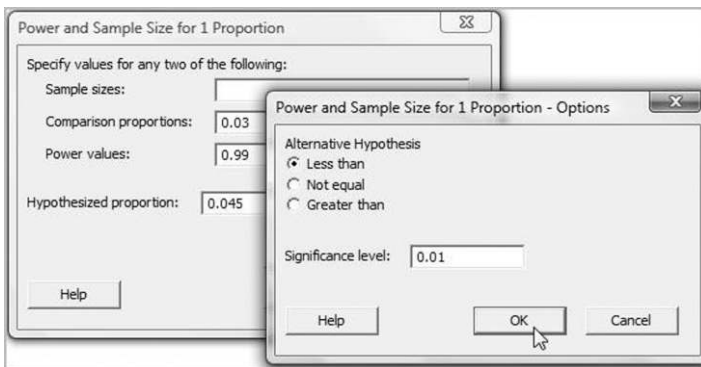 Power and Sample Size for 1 Proportion
Specify values for any two of the following:
Sample sizes:
Comparison proportions: 0.03
Power values: 0.99
Hypothesized proportion: 0.045
Help
Power and Sample Size for 1 Proportion - Options
Alternative Hypothesis
Less than
Not equal
Greater than
Significance level: 0.01
Help OK Cancel